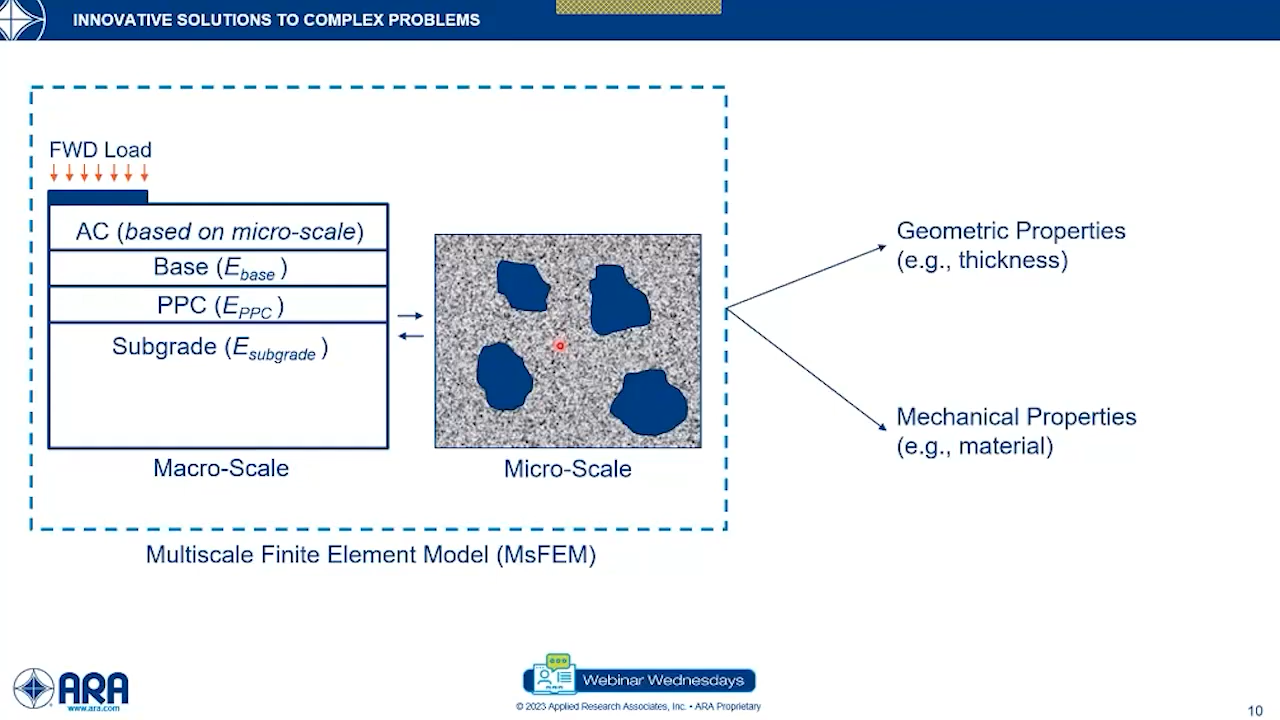 INNOVATIVE SOLUTIONS TO COMPLEX PROBLEMS
FWD Load
AC (based on micro-scale)
Base (Ebase )
PPC (EPPC )
Subgrade (Esubgrade )
Macro-Scale
Micro-Scale
Multiscale Finite Element Model (MsFEM)
Geometric Properties
(e.g., thickness)
Mechanical Properties
(e.g., material)
ARA
www.ara.com
Webinar Wednesdays
© 2023 Applied Research Associates, Inc. • ARA Proprietary
10